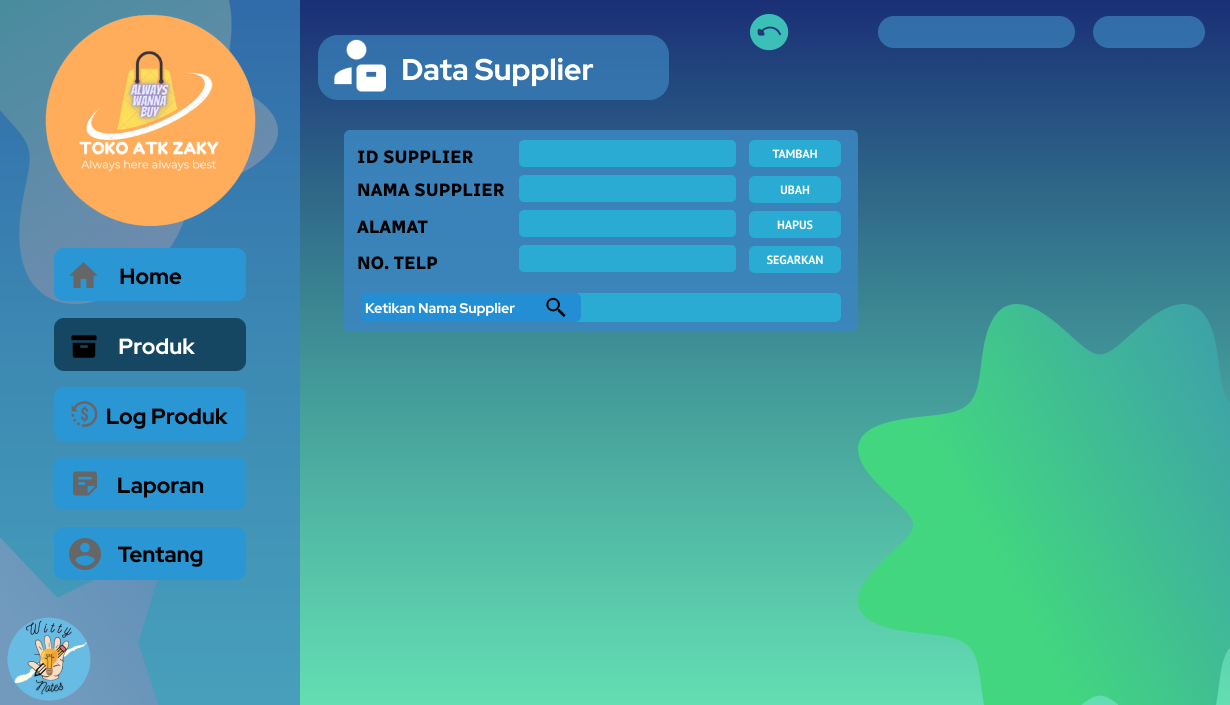 ALWAYS
WANNA
BUY
TOKO ATK ZAKY
Always here always best
Home
Produk
Log Produk
Laporan
Tentang
Witty
Notes
Data Supplier
ID SUPPLIER
TAMBAH
NAMA SUPPLIER
UBAH
ALAMAT
HAPUS
NO. TELP
SEGARKAN
Ketikan Nama Supplier